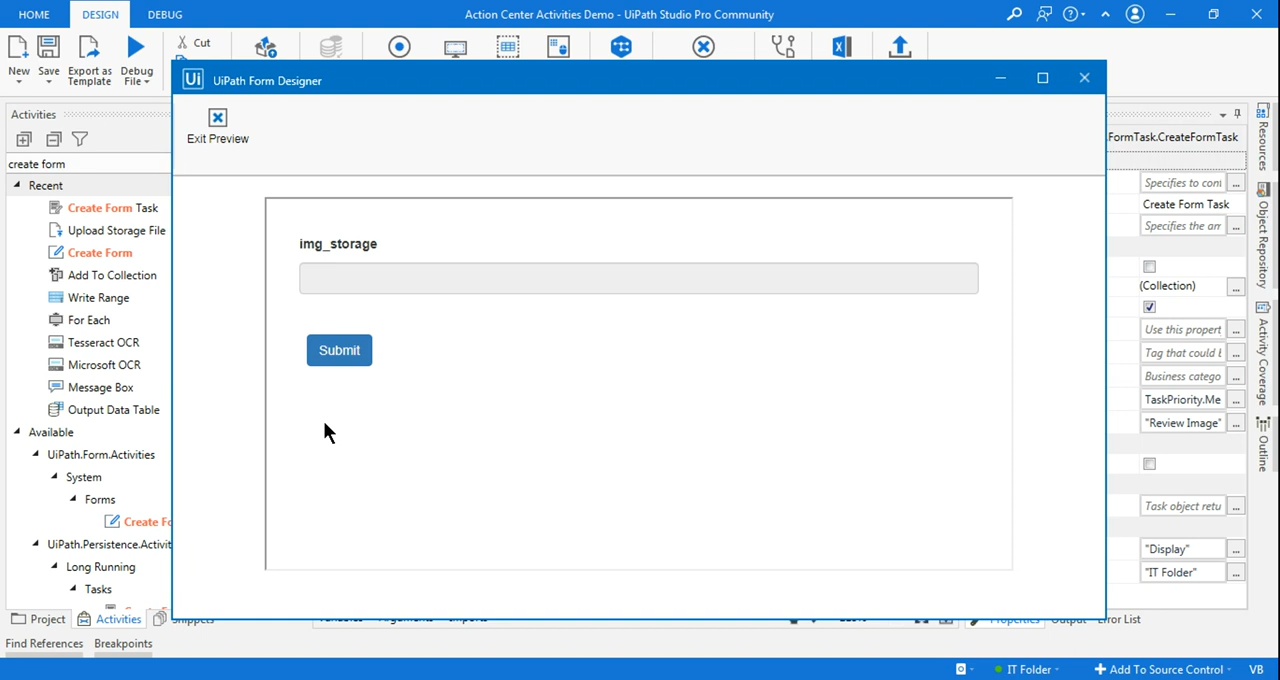 HOME DESIGN DEBUG Action Center Activities Demo - UiPath Studio Pro Community
Cut
New Save Export as Template Debug File
Ui UiPath Form Designer
Exit Preview
Activities
create form
Recent
Create Form Task
Upload Storage File
Create Form
Add To Collection
Write Range
For Each
Tesseract OCR
Microsoft OCR
Message Box
Output Data Table
Available
UiPath.Form.Activities
System
Forms
Create Fo
UiPath.Persistence.Activit
Long Running
Tasks
img_storage
Submit
FormTask.CreateFormTask
Specifies to cont ...
Create Form Task
Specifies the am ...
(Collection) ...
Use this propert ...
Tag that could b ...
Business catego ...
TaskPriority.Me ...
"Review Image" ...
Task object retu ...
"Display" ...
"IT Folder" ...
Resources
Object Repository
Activity Coverage
Outline
Project Activities Snippets Properties Output Error List
Find References Breakpoints
IT Folder Add To Source Control VB